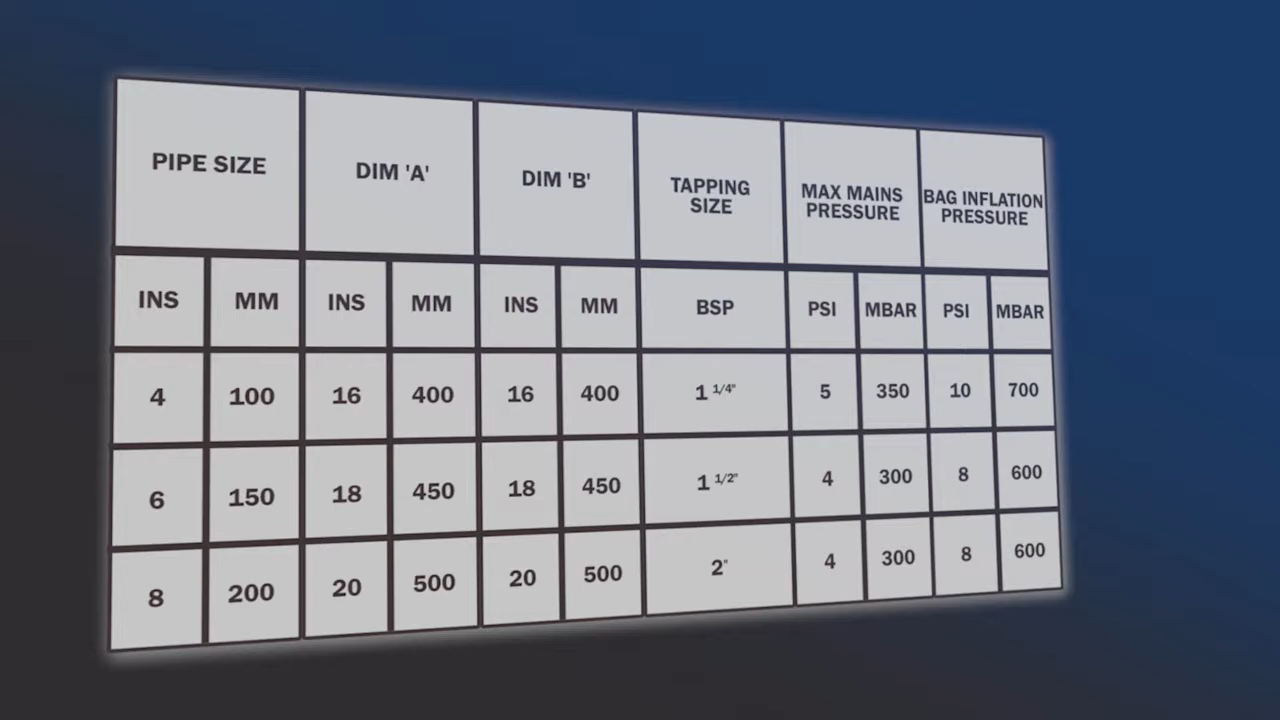 PIPE SIZE DIM 'A' DIM 'B' TAPPING SIZE MAX MAINS PRESSURE BAG INFLATION PRESSURE
INS MM INS MM INS MM BSP PSI MBAR PSI MBAR
4 100 16 400 16 400 1 1/4" 5 350 10 700
6 150 18 450 18 450 1 1/2" 4 300 8 600
8 200 20 500 20 500 2" 4 300 8 600